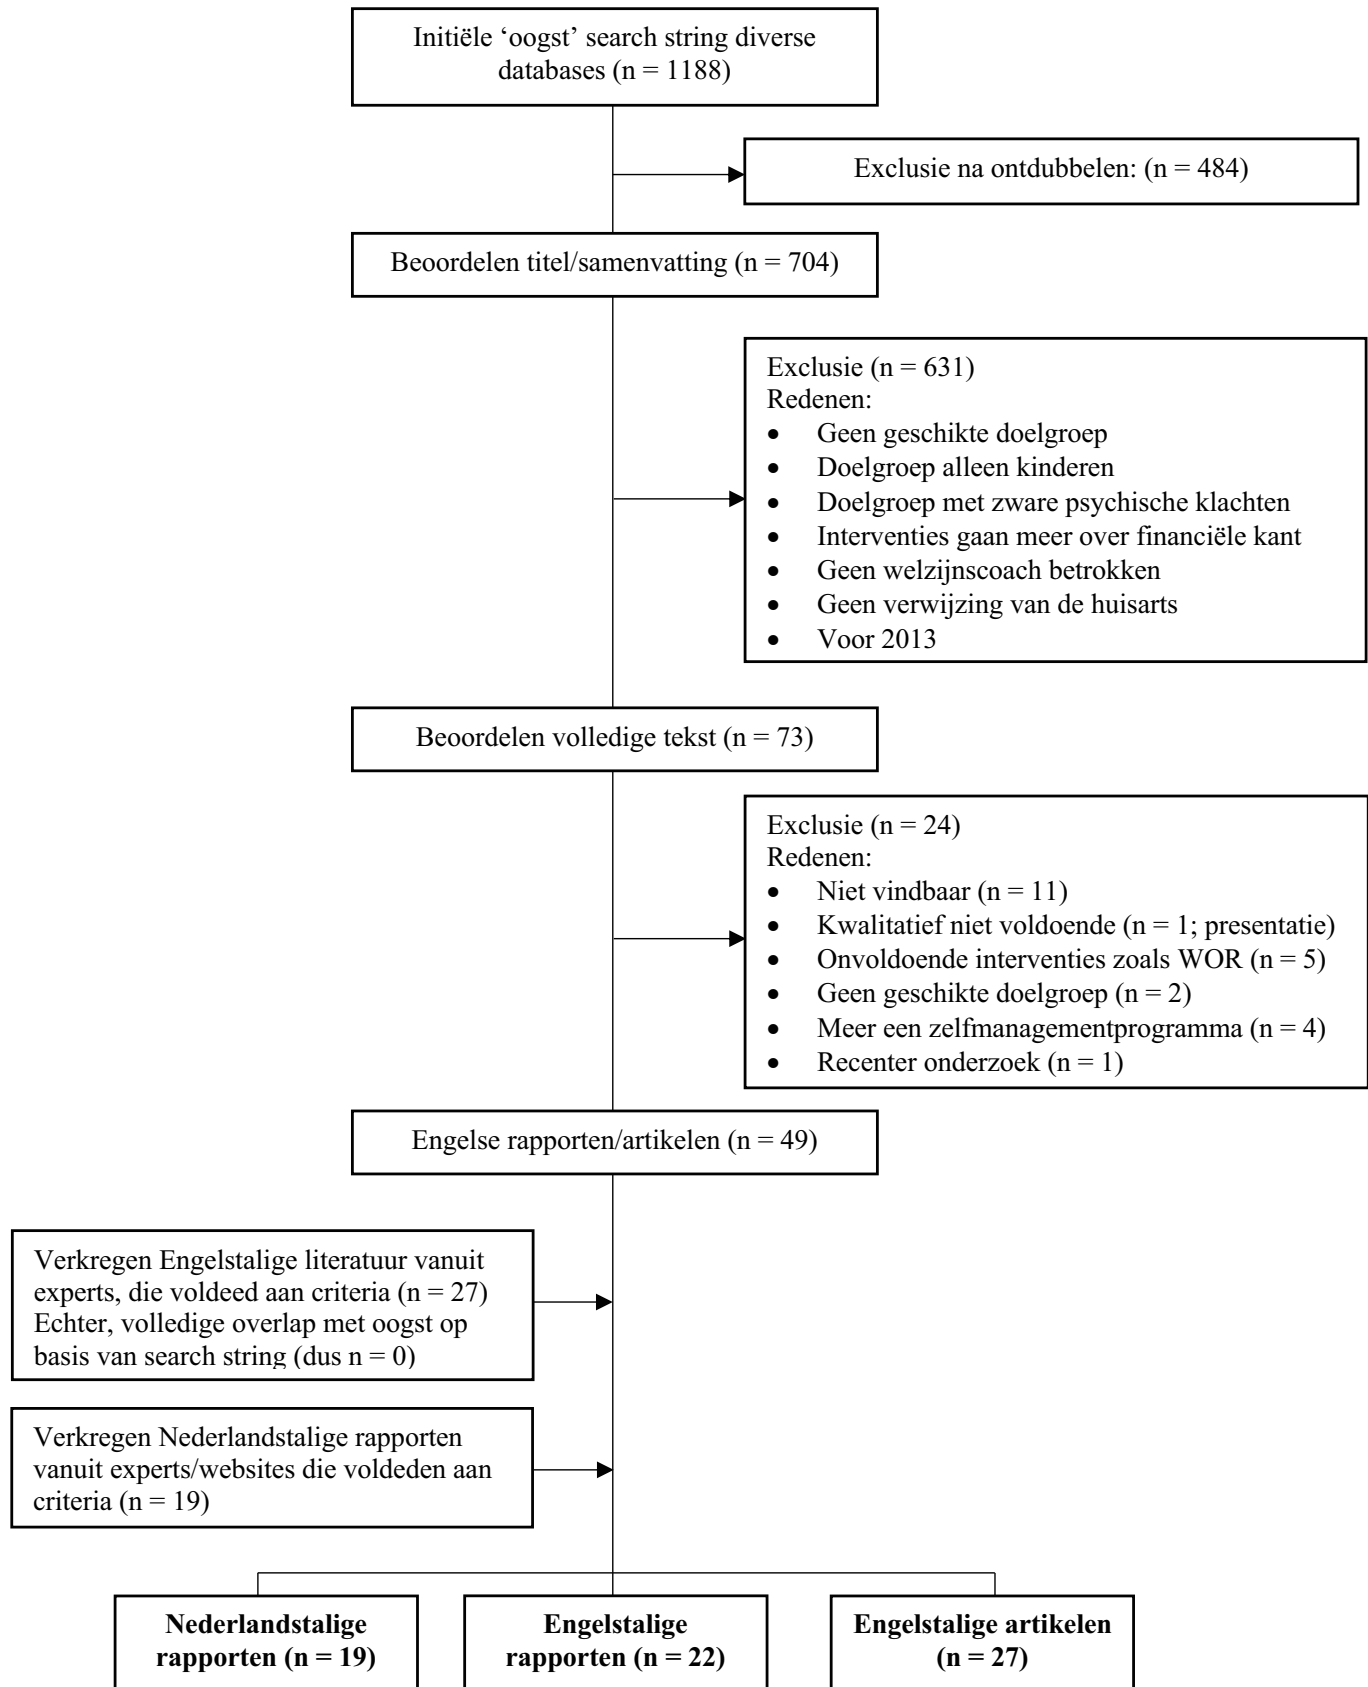 Initiële ‘oogst’ search string diverse
databases (n = 1188)
Exclusie na ontdubbelen: (n = 484)
Beoordelen titel/samenvatting (n = 704)
Exclusie (n = 631)
Redenen:
• Geen geschikte doelgroep
• Doelgroep alleen kinderen
• Doelgroep met zware psychische klachten
• Interventies gaan meer over financiële kant
• Geen welzijnscoach betrokken
• Geen verwijzing van de huisarts
• Voor 2013
Beoordelen volledige tekst (n = 73)
Exclusie (n = 24)
Redenen:
• Niet vindbaar (n = 11)
• Kwalitatief niet voldoende (n = 1; presentatie)
• Onvoldoende interventies zoals WOR (n = 5)
• Geen geschikte doelgroep (n = 2)
• Meer een zelfmanagementprogramma (n = 4)
• Recenter onderzoek (n = 1)
Engelse rapporten/artikelen (n = 49)
Verkregen Engelstalige literatuur vanuit
experts, die voldeed aan criteria (n = 27)
Echter, volledige overlap met oogst op
basis van search string (dus n = 0)
Verkregen Nederlandstalige rapporten
vanuit experts/websites die voldeden aan
criteria (n = 19)
Nederlandstalige
rapporten (n = 19)
Engelstalige
rapporten (n = 22)
Engelstalige artikelen
(n = 27)